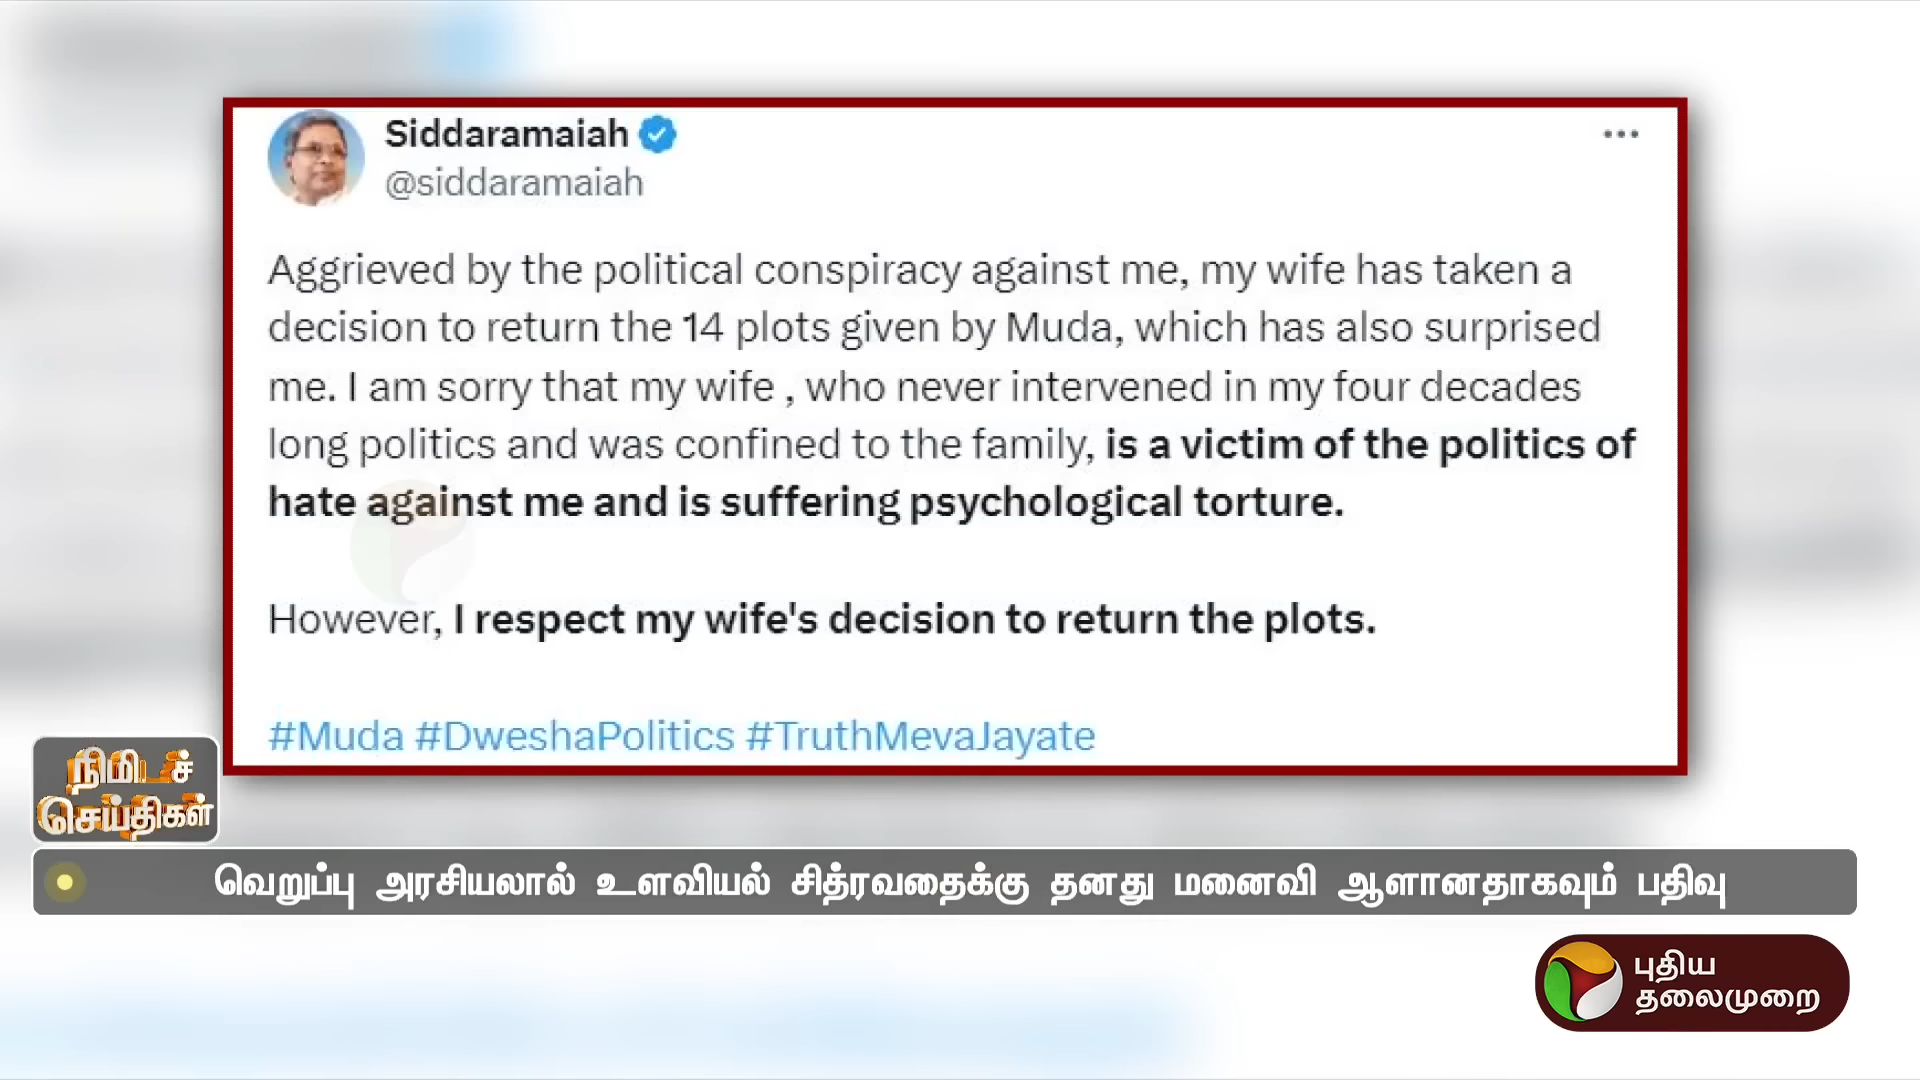 Siddaramaiah
@siddaramaiah
Aggrieved by the political conspiracy against me, my wife has taken a
decision to return the 14 plots given by Muda, which has also surprised
me. I am sorry that my wife , who never intervened in my four decades
long politics and was confined to the family, is a victim of the politics of
hate against me and is suffering psychological torture.
However, I respect my wife's decision to return the plots.
#Muda #DweshaPolitics #TruthMevaJayate
நிமிடச்
செய்திகள்
வெறுப்பு அரசியலால் உளவியல் சித்ரவதைக்கு தனது மனைவி ஆளானதாகவும் பதிவு
புதிய
தலைமுறை